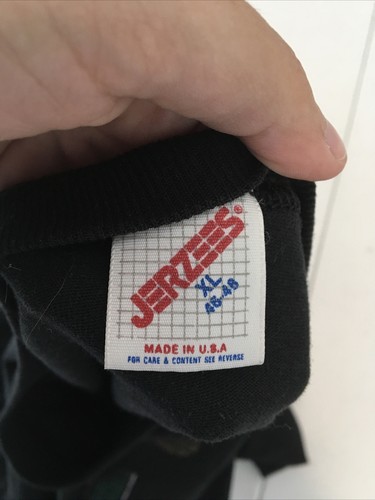 JERZEES®
XL
46-48
MADE IN U.S.A
FOR CARE & CONTENT SEE REVERSE